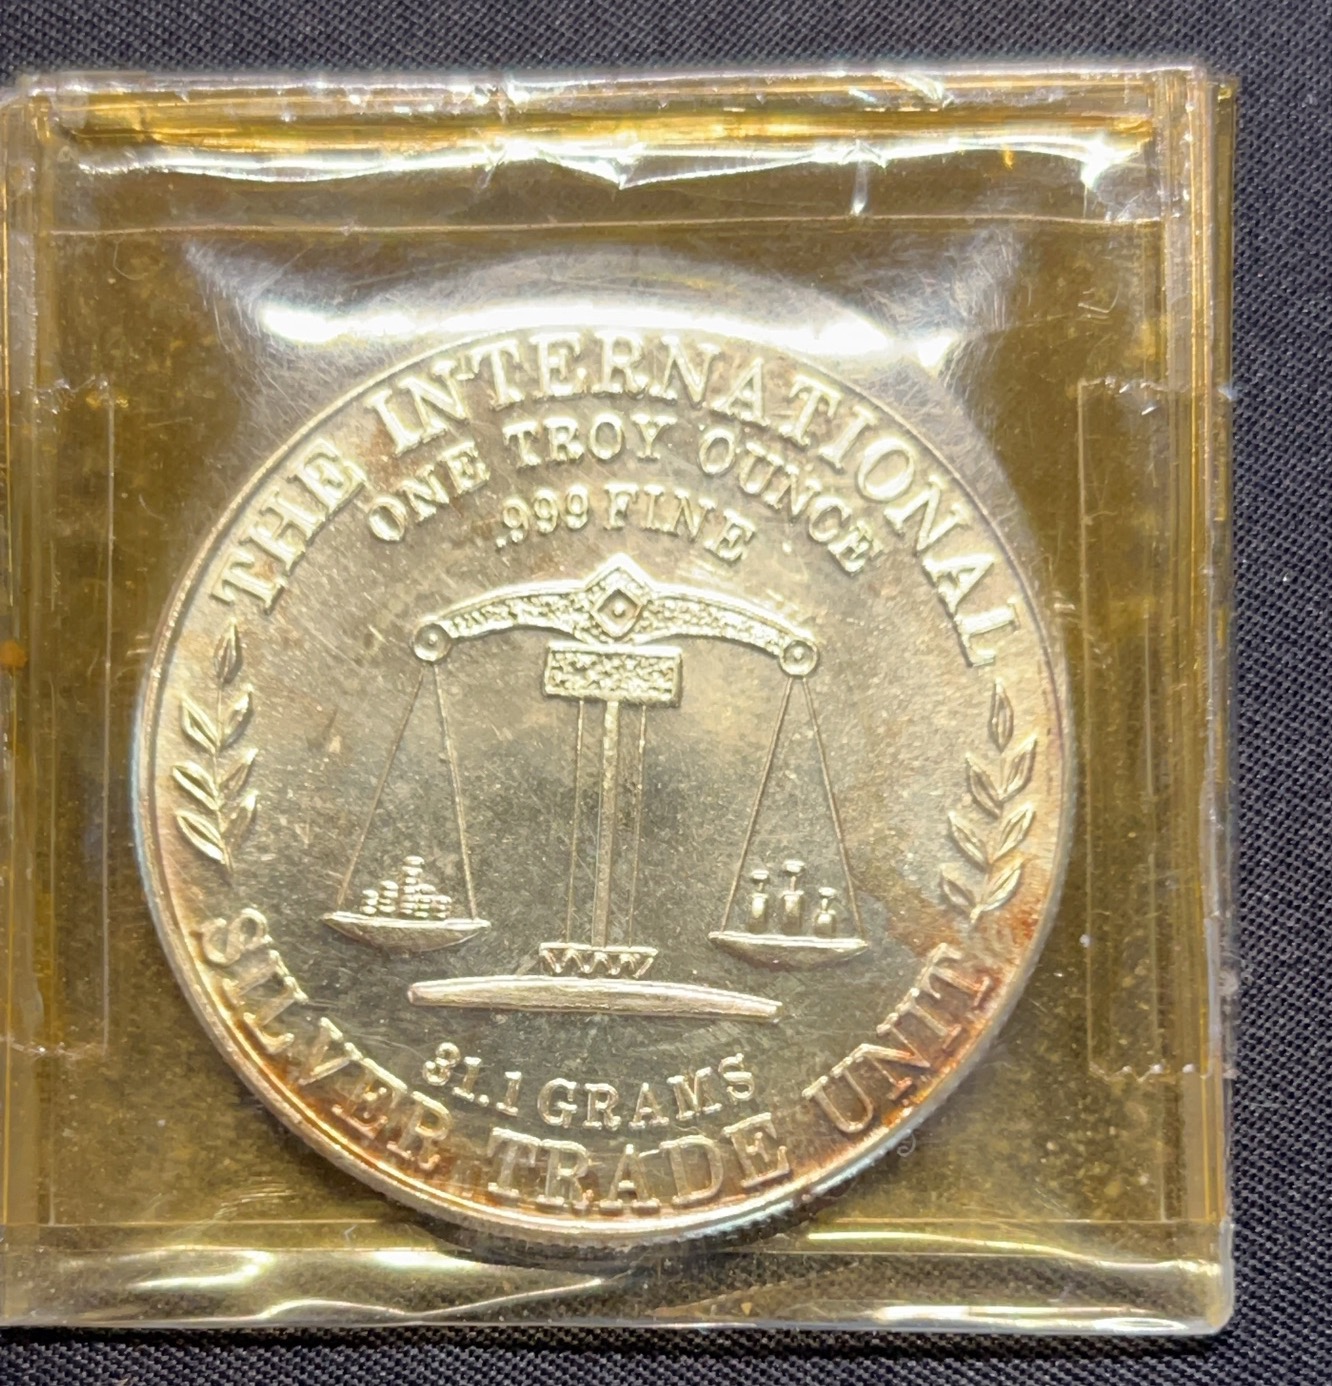 THE INTERNATIONAL
ONE TROY OUNCE
.999 FINE
31.1 GRAMS
SILVER TRADE UNIT